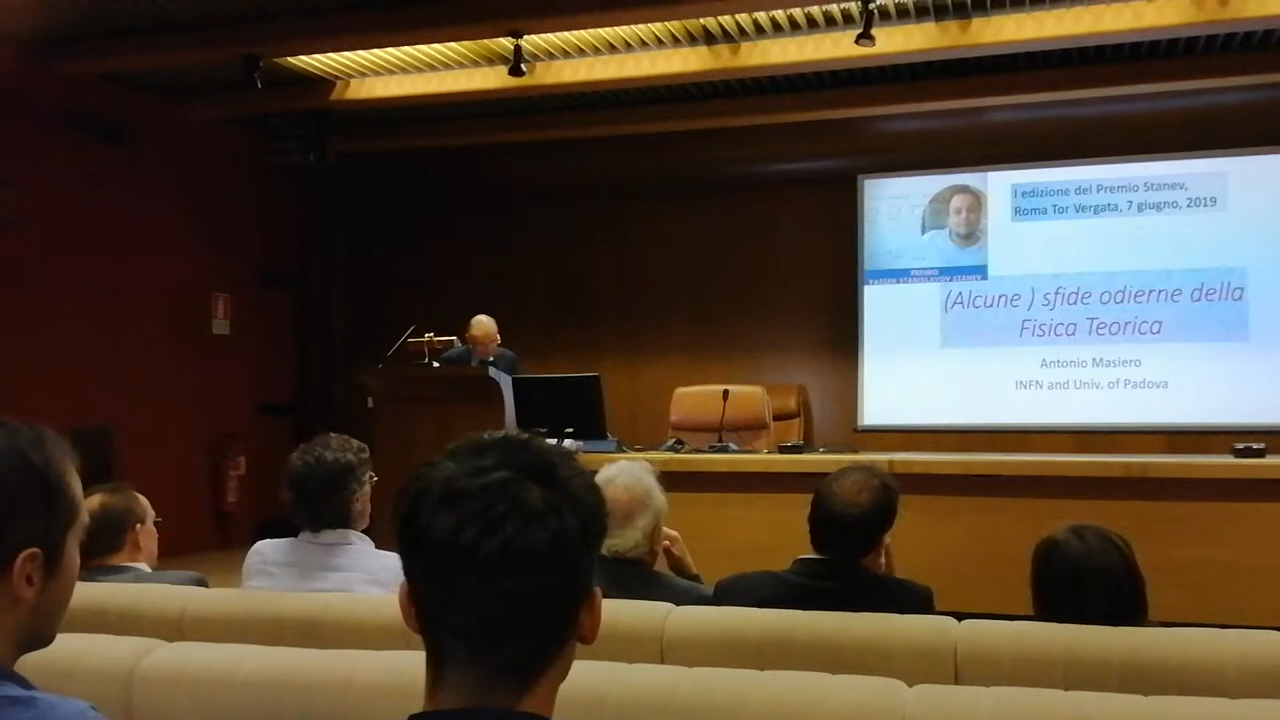 I edizione del Premio Stanev,
Roma Tor Vergata, 7 giugno, 2019
PREMIO
YASSEN STANISLAVOV STANEV
(Alcune ) sfide odierne della
Fisica Teorica
Antonio Masiero
INFN and Univ. of Padova